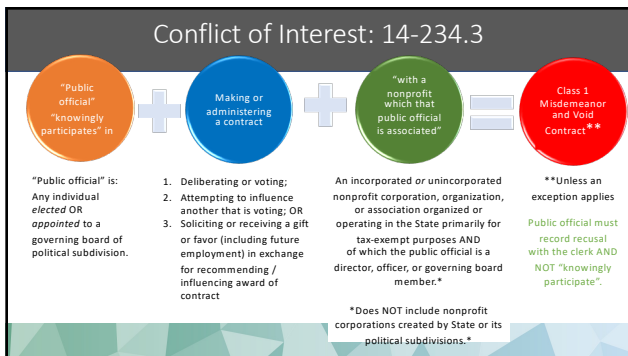 Conflict of Interest: 14-234.3
“Public
official”
“knowingly
participates” in
Making or
administering
a contract
“with a
nonprofit
which that
public official
is associated”
Class 1
Misdemeanor
and Void
Contract**
“Public official” is:
Any individual
elected OR
appointed to a
governing board of
political subdivision.
1. Deliberating or voting;
2. Attempting to influence
another that is voting; OR
3. Soliciting or receiving a gift
or favor (including future
employment) in exchange
for recommending /
influencing award of
contract
An incorporated or unincorporated
nonprofit corporation, organization,
or association organized or
operating in the State primarily for
tax-exempt purposes AND
of which the public official is a
director, officer, or governing board
member.*
*Does NOT include nonprofit
corporations created by State or its
political subdivisions.*
**Unless an
exception applies
Public official must
record recusal
with the clerk AND
NOT “knowingly
participate”.